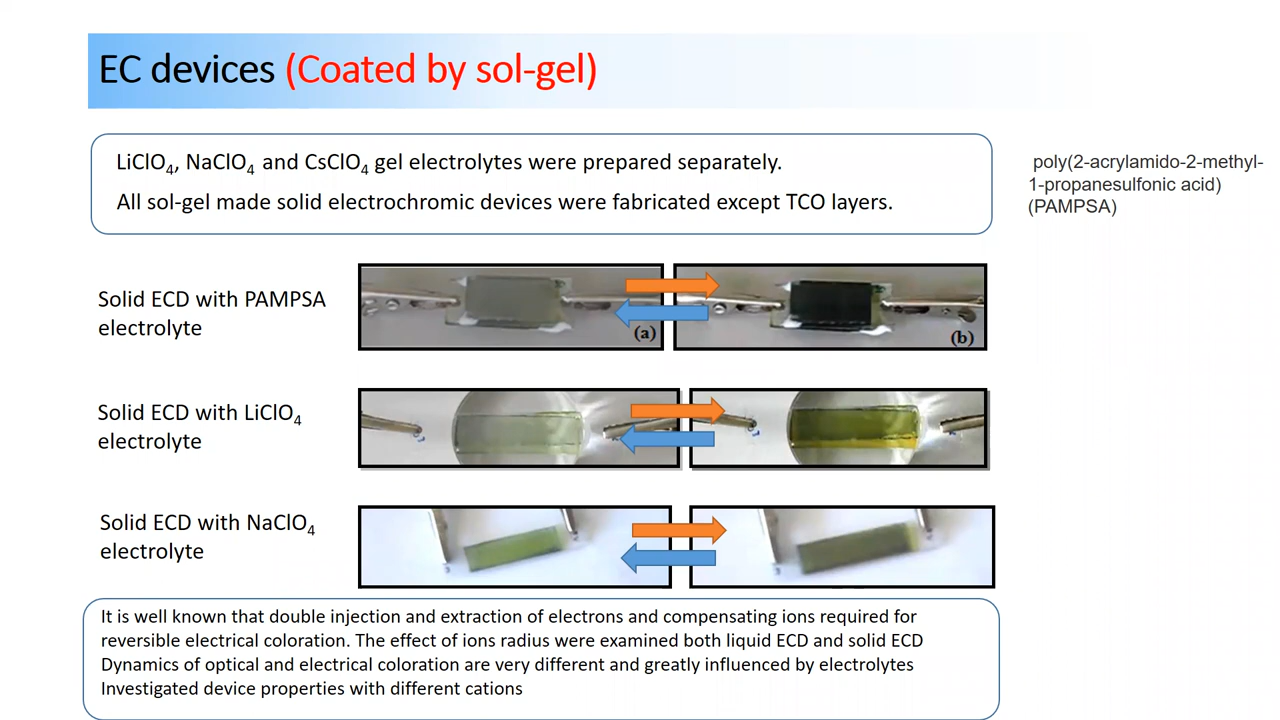 EC devices (Coated by sol-gel)
LiClO₄, NaClO₄ and CsClO₄ gel electrolytes were prepared separately.
All sol-gel made solid electrochromic devices were fabricated except TCO layers.
poly(2-acrylamido-2-methyl-
1-propanesulfonic acid)
(PAMPSA)
Solid ECD with PAMPSA
electrolyte
(a)
(b)
Solid ECD with LiClO₄
electrolyte
Solid ECD with NaClO₄
electrolyte
It is well known that double injection and extraction of electrons and compensating ions required for
reversible electrical coloration. The effect of ions radius were examined both liquid ECD and solid ECD
Dynamics of optical and electrical coloration are very different and greatly influenced by electrolytes
Investigated device properties with different cations